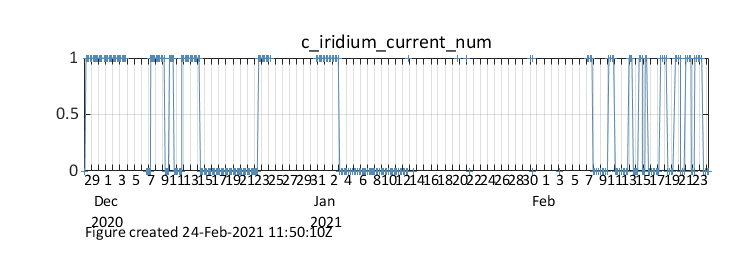 c_iridium_current_num
1
0.5
0
29 1 3 5 7 9 11 13 15 17 19 21 23 25 27 29 31 2 4 6 8 10 12 14 16 18 20 22 24 26 28 30 1 3 5 7 9 11 13 15 17 19 21 23
Dec Jan Feb
2020 2021
Figure created 24-Feb-2021 11:50:10Z